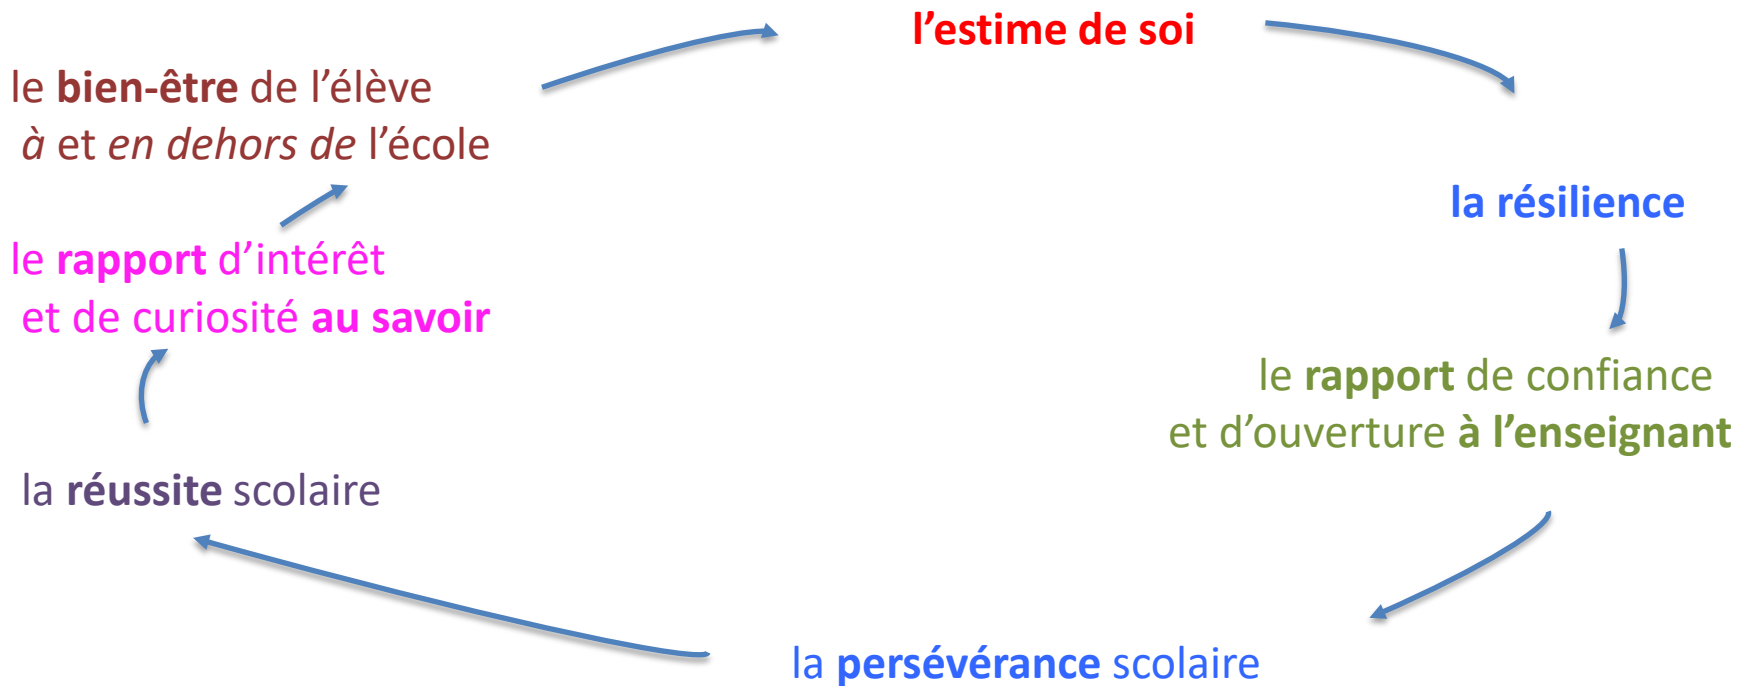 l’estime de soi
le bien-être de l’élève
à et en dehors de l’école
la résilience
le rapport d’intérêt
et de curiosité au savoir
le rapport de confiance
et d’ouverture à l’enseignant
la réussite scolaire
la persévérance scolaire